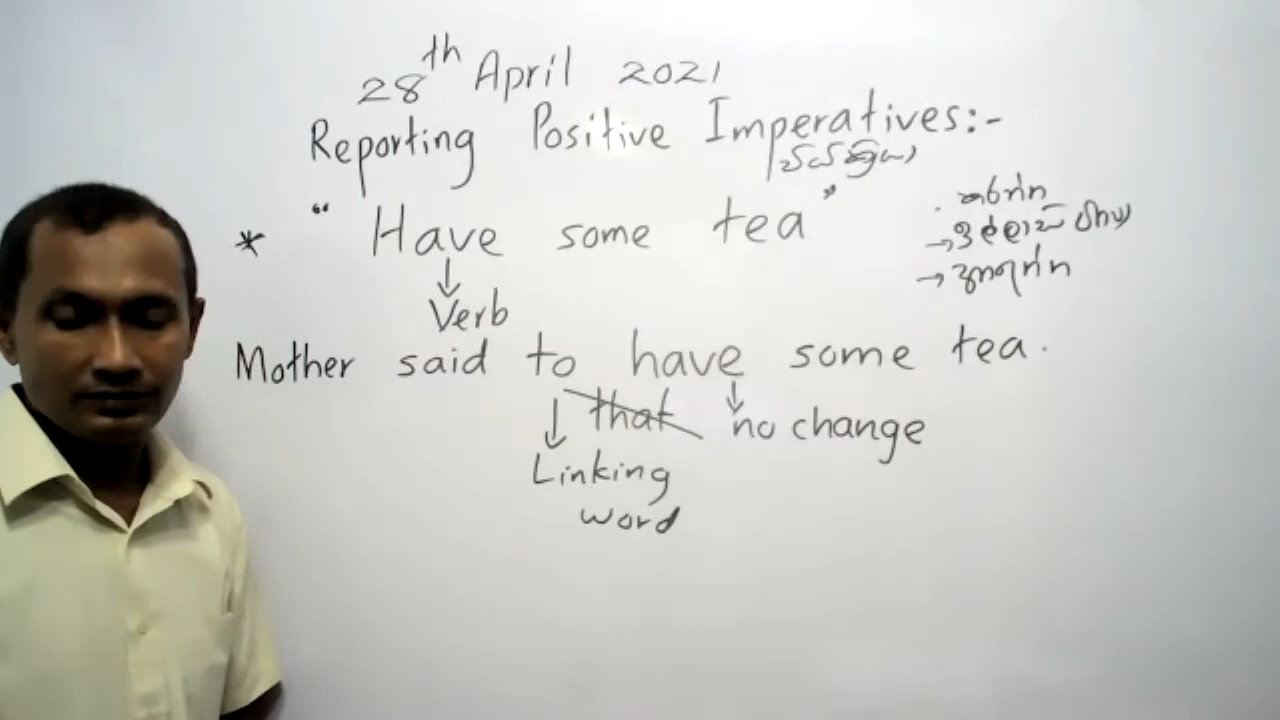 28th April 2021
Reporting Positive Imperatives:-
* "Have some tea"
↓
Verb
Mother said to have some tea.
↓ that ↓ no change
Linking
word